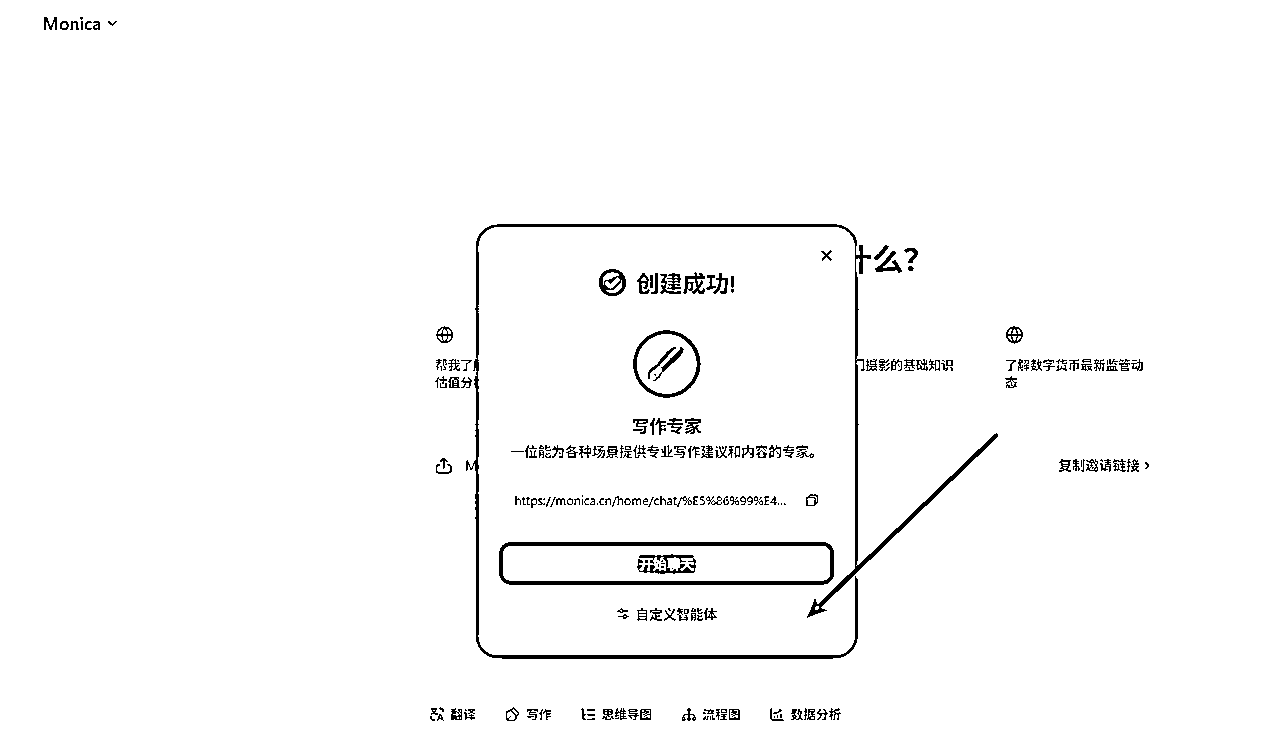 Monica
什么?
创建成功!
帮我了
估值分
门摄影的基础知识
了解数字货币最新监管动
态
写作专家
一位能为各种场景提供专业写作建议和内容的专家。
M
复制邀请链接
https://monica.cn/home/chat/%E5%86%99%E4...
开始聊天
自定义智能体
翻译 写作 思维导图 流程图 数据分析